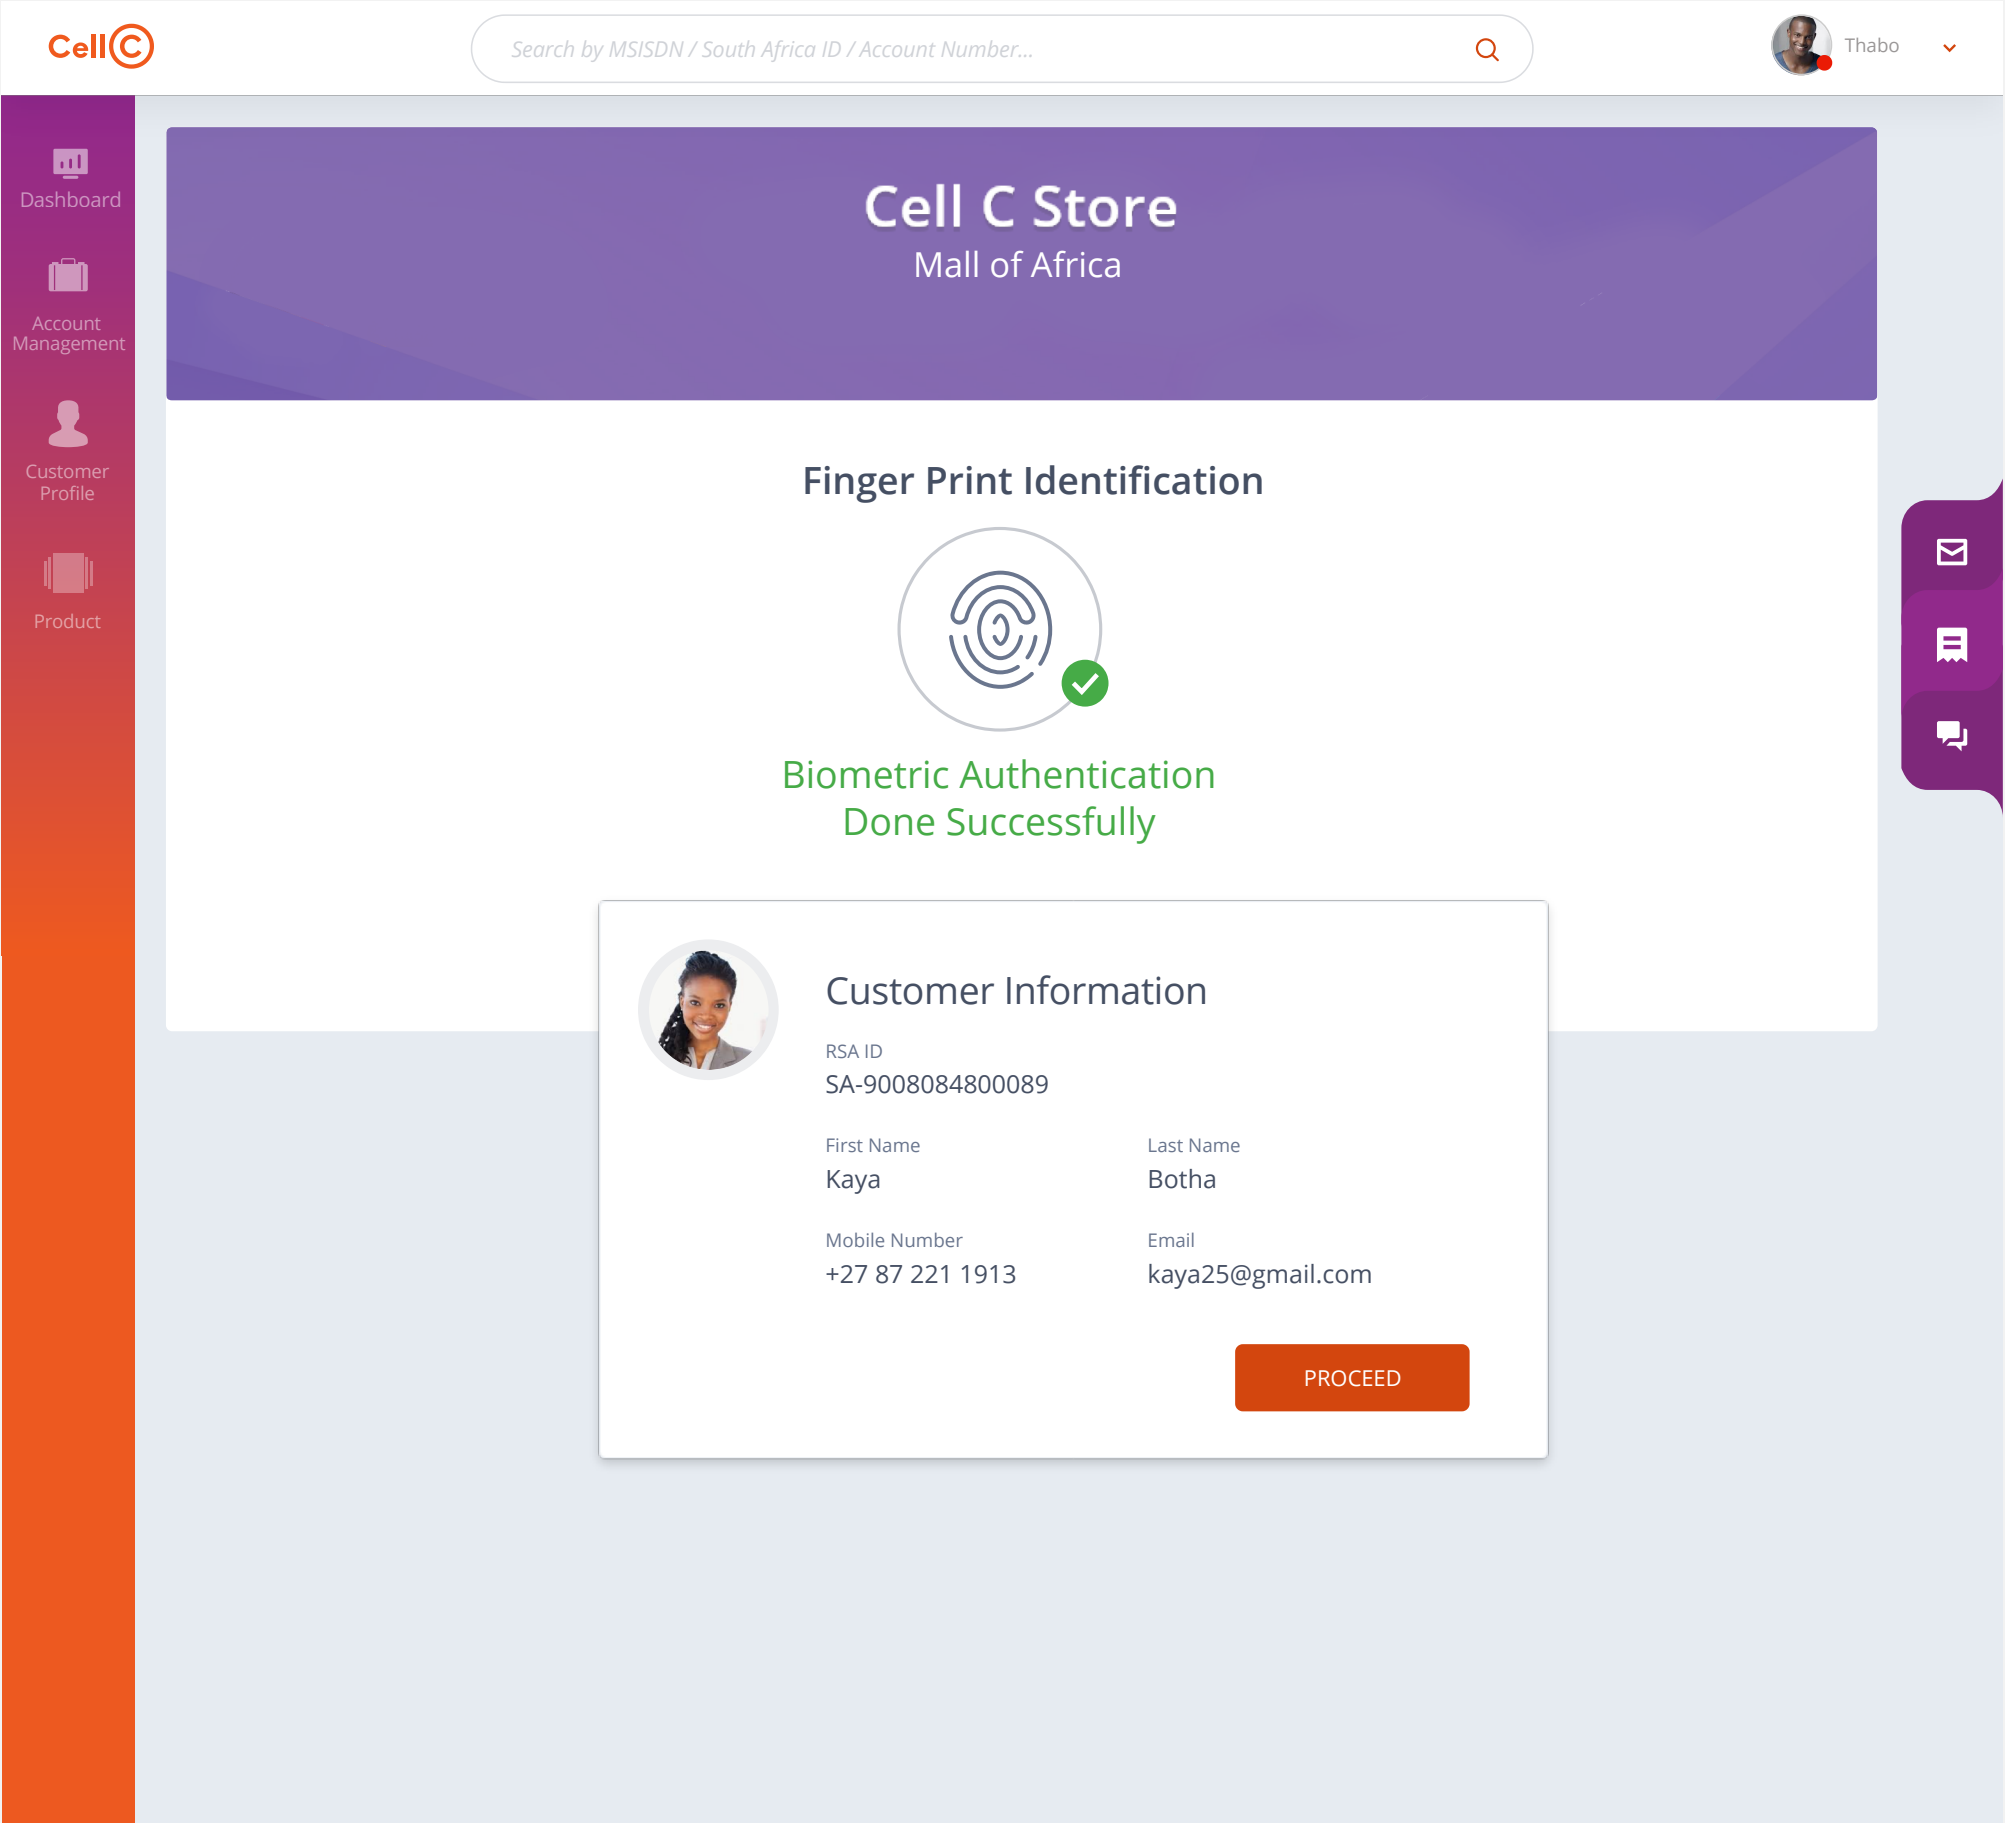 Cell C
Search by MSISDN / South Africa ID / Account Number...
Thabo
Dashboard
Account
Management
Customer
Profile
Product
Cell C Store
Mall of Africa
Finger Print Identification
Biometric Authentication
Done Successfully
Customer Information
RSA ID
SA-9008084800089
First Name
Last Name
Kaya
Botha
Mobile Number
Email
+27 87 221 1913
kaya25@gmail.com
PROCEED